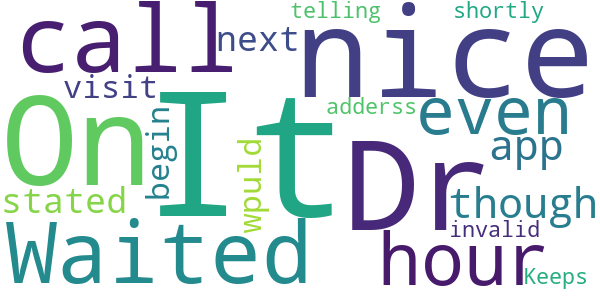 telling shortly
call next nice
visit
On It adderss even
begin wpuld Dr app
stated though
Waited hour invalid
Keeps